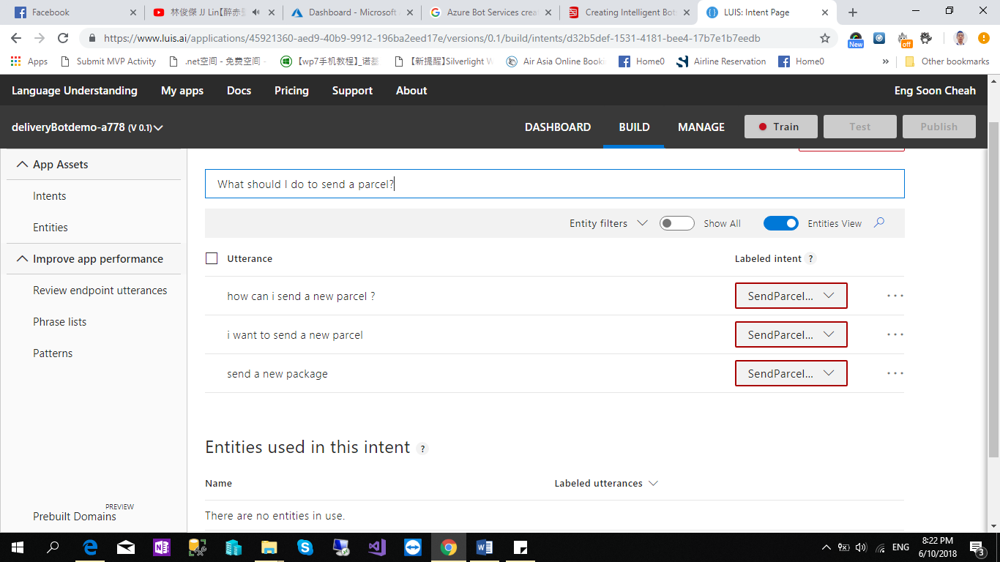 Facebook
林俊傑 JJ Lin【醉赤
Dashboard - Microsoft
Azure Bot Services creat
Creating Intelligent Bot
LUIS: Intent Page
https://www.luis.ai/applications/45921360-aed9-40b9-9912-196ba2eed17e/versions/0.1/build/intents/d32b5def-1531-4181-bee4-17b7e1b7eedb
New
off
Apps
Submit MVP Activity
.net空间 - 免费空间 -
【wp7手机教程】_诺基
【新提醒】Silverlight W
Air Asia Online Booki
Home0
Airline Reservation
Home0
»
Other bookmarks
Language Understanding
My apps
Docs
Pricing
Support
About
Eng Soon Cheah
deliveryBotdemo-a778 (V 0.1)
DASHBOARD
BUILD
MANAGE
Train
Test
Publish
App Assets
Intents
Entities
Improve app performance
Review endpoint utterances
Phrase lists
Patterns
PREVIEW
Prebuilt Domains
What should I do to send a parcel?
Entity filters
Show All
Entities View
Utterance
Labeled intent ?
how can i send a new parcel ?
SendParcel...
i want to send a new parcel
SendParcel...
send a new package
SendParcel...
Entities used in this intent ?
Name
Labeled utterances
There are no entities in use.
ENG
8:22 PM
6/10/2018
3